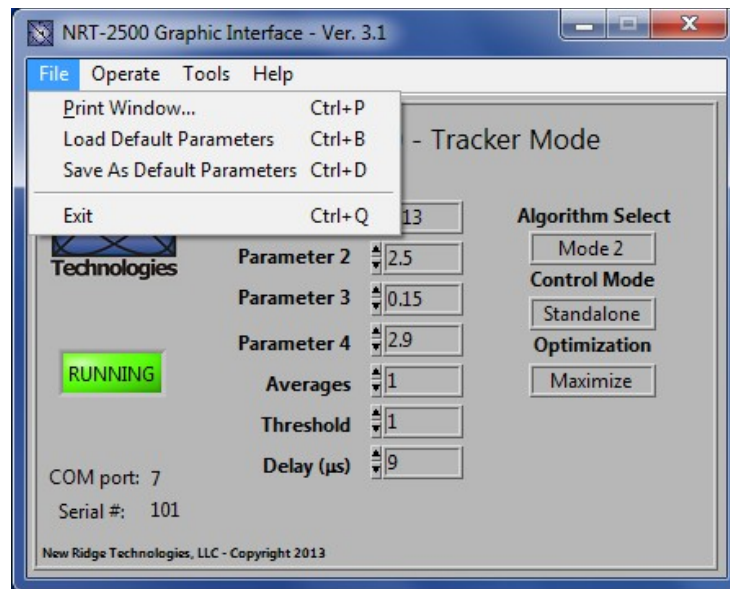 NRT-2500 Graphic Interface - Ver. 3.1
File Operate Tools Help
Print Window... Ctrl+P
Load Default Parameters Ctrl+B
Save As Default Parameters Ctrl+D
Exit Ctrl+Q
- Tracker Mode
13
Technologies
Parameter 2 2.5
Parameter 3 0.15
Parameter 4 2.9
Averages 1
Threshold 1
Delay (µs) 9
Algorithm Select
Mode 2
Control Mode
Standalone
Optimization
Maximize
RUNNING
COM port: 7
Serial #: 101
New Ridge Technologies, LLC - Copyright 2013